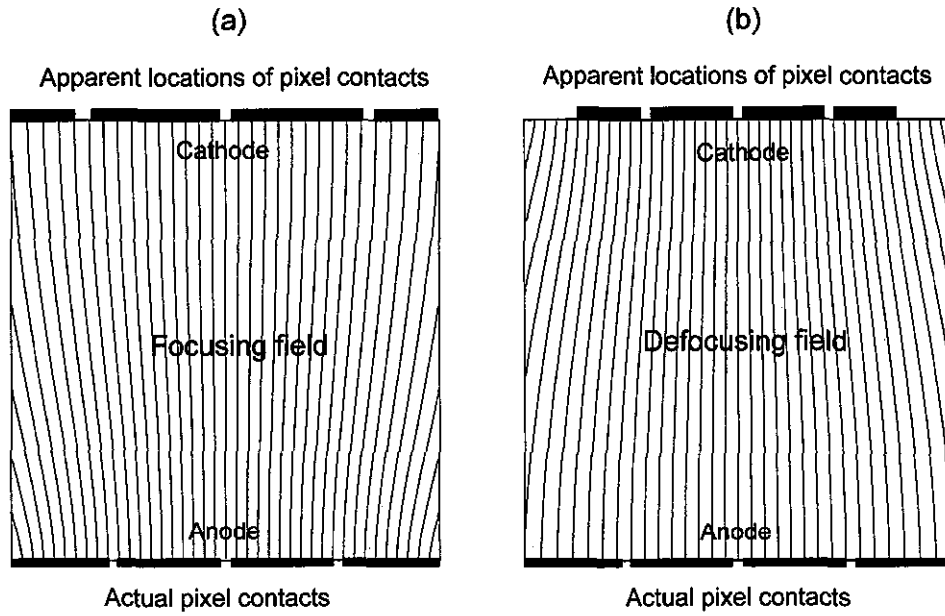 (a)
Apparent locations of pixel contacts
Cathode
Focusing field
Anode
Actual pixel contacts
(b)
Apparent locations of pixel contacts
Cathode
Defocusing field
Anode
Actual pixel contacts